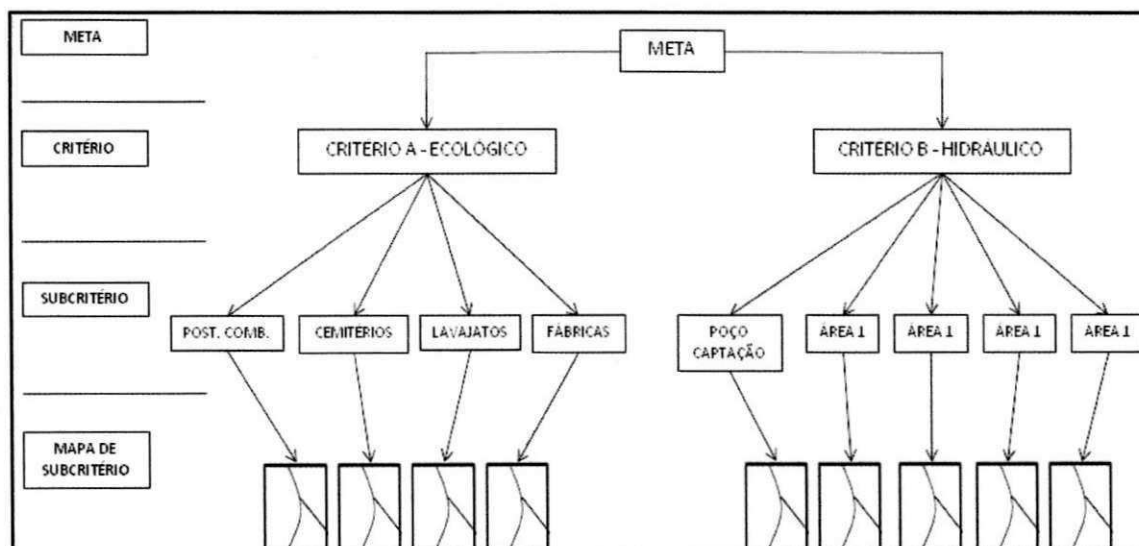 META
META
CRITÉRIO
CRITÉRIO A - ECOLÓGICO
CRITÉRIO B - HIDRÁULICO
SUBCRITÉRIO
POST. COMB.
CEMITÉRIOS
LAVAJATOS
FÁBRICAS
POÇO
CAPTAÇÃO
ÁREA 1
ÁREA 1
ÁREA 1
ÁREA 1
MAPA DE
SUBCRITÉRIO